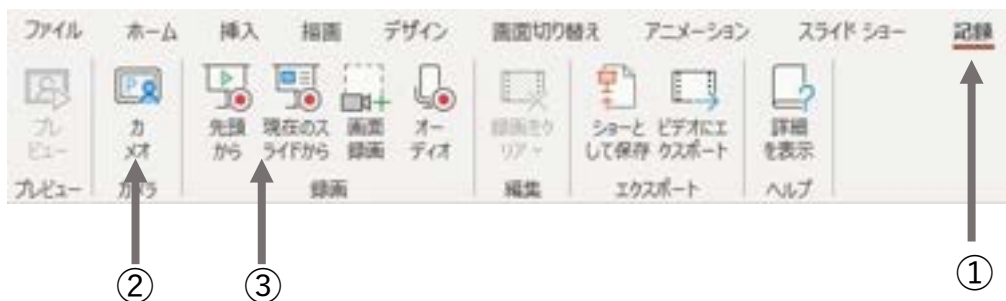 ファイル ホーム 挿入 描画 デザイン 画面切り替え アニメーション スライド ショー 記録
プレ カ 先頭 現在のス 画面 オー 録画をク ショーと ビデオにエ 詳細
ビュー メオ から ライドから 録画 ディオ リア して保存 クスポート を表示
プレビュー カメラ 録画 編集 エクスポート ヘルプ
② ③ ①